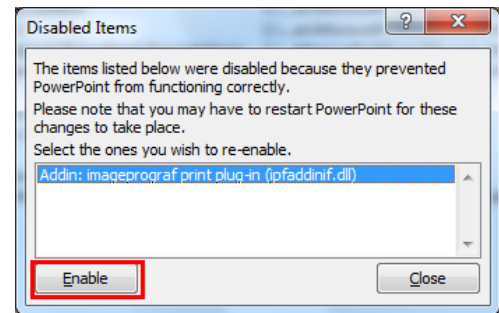 Disabled Items
The items listed below were disabled because they prevented
PowerPoint from functioning correctly.
Please note that you may have to restart PowerPoint for these
changes to take place.
Select the ones you wish to re-enable.
Addin: imageprograf print plug-in (ipfaddinif.dll)
Enable
Close